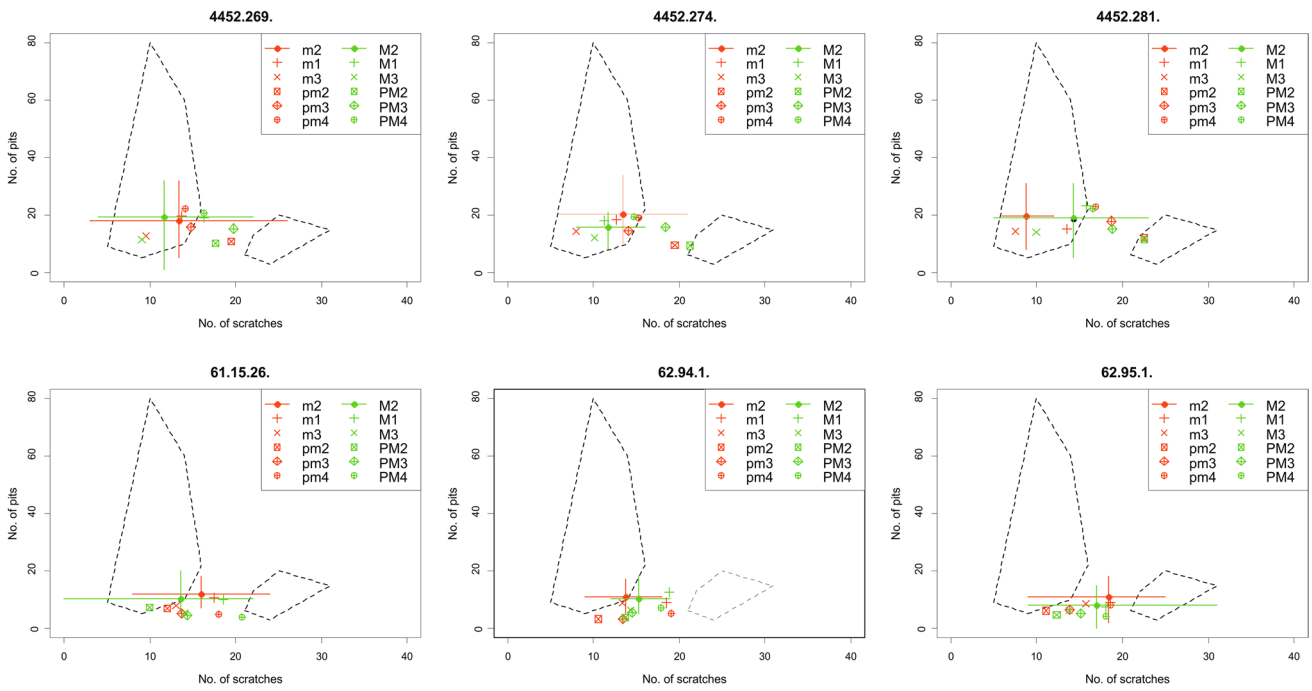 4452.269.
4452.274.
4452.281.
No. of pits
80
60
40
20
0
m2 M2
m1 M1
m3 M3
pm2 PM2
pm3 PM3
pm4 PM4
0 10 20 30 40
No. of scratches
No. of pits
80
60
40
20
0
m2 M2
m1 M1
m3 M3
pm2 PM2
pm3 PM3
pm4 PM4
0 10 20 30 40
No. of scratches
No. of pits
80
60
40
20
0
m2 M2
m1 M1
m3 M3
pm2 PM2
pm3 PM3
pm4 PM4
0 10 20 30 40
No. of scratches
61.15.26.
62.94.1.
62.95.1.
No. of pits
80
60
40
20
0
m2 M2
m1 M1
m3 M3
pm2 PM2
pm3 PM3
pm4 PM4
0 10 20 30 40
No. of scratches
No. of pits
80
60
40
20
0
m2 M2
m1 M1
m3 M3
pm2 PM2
pm3 PM3
pm4 PM4
0 10 20 30 40
No. of scratches
No. of pits
80
60
40
20
0
m2 M2
m1 M1
m3 M3
pm2 PM2
pm3 PM3
pm4 PM4
0 10 20 30 40
No. of scratches